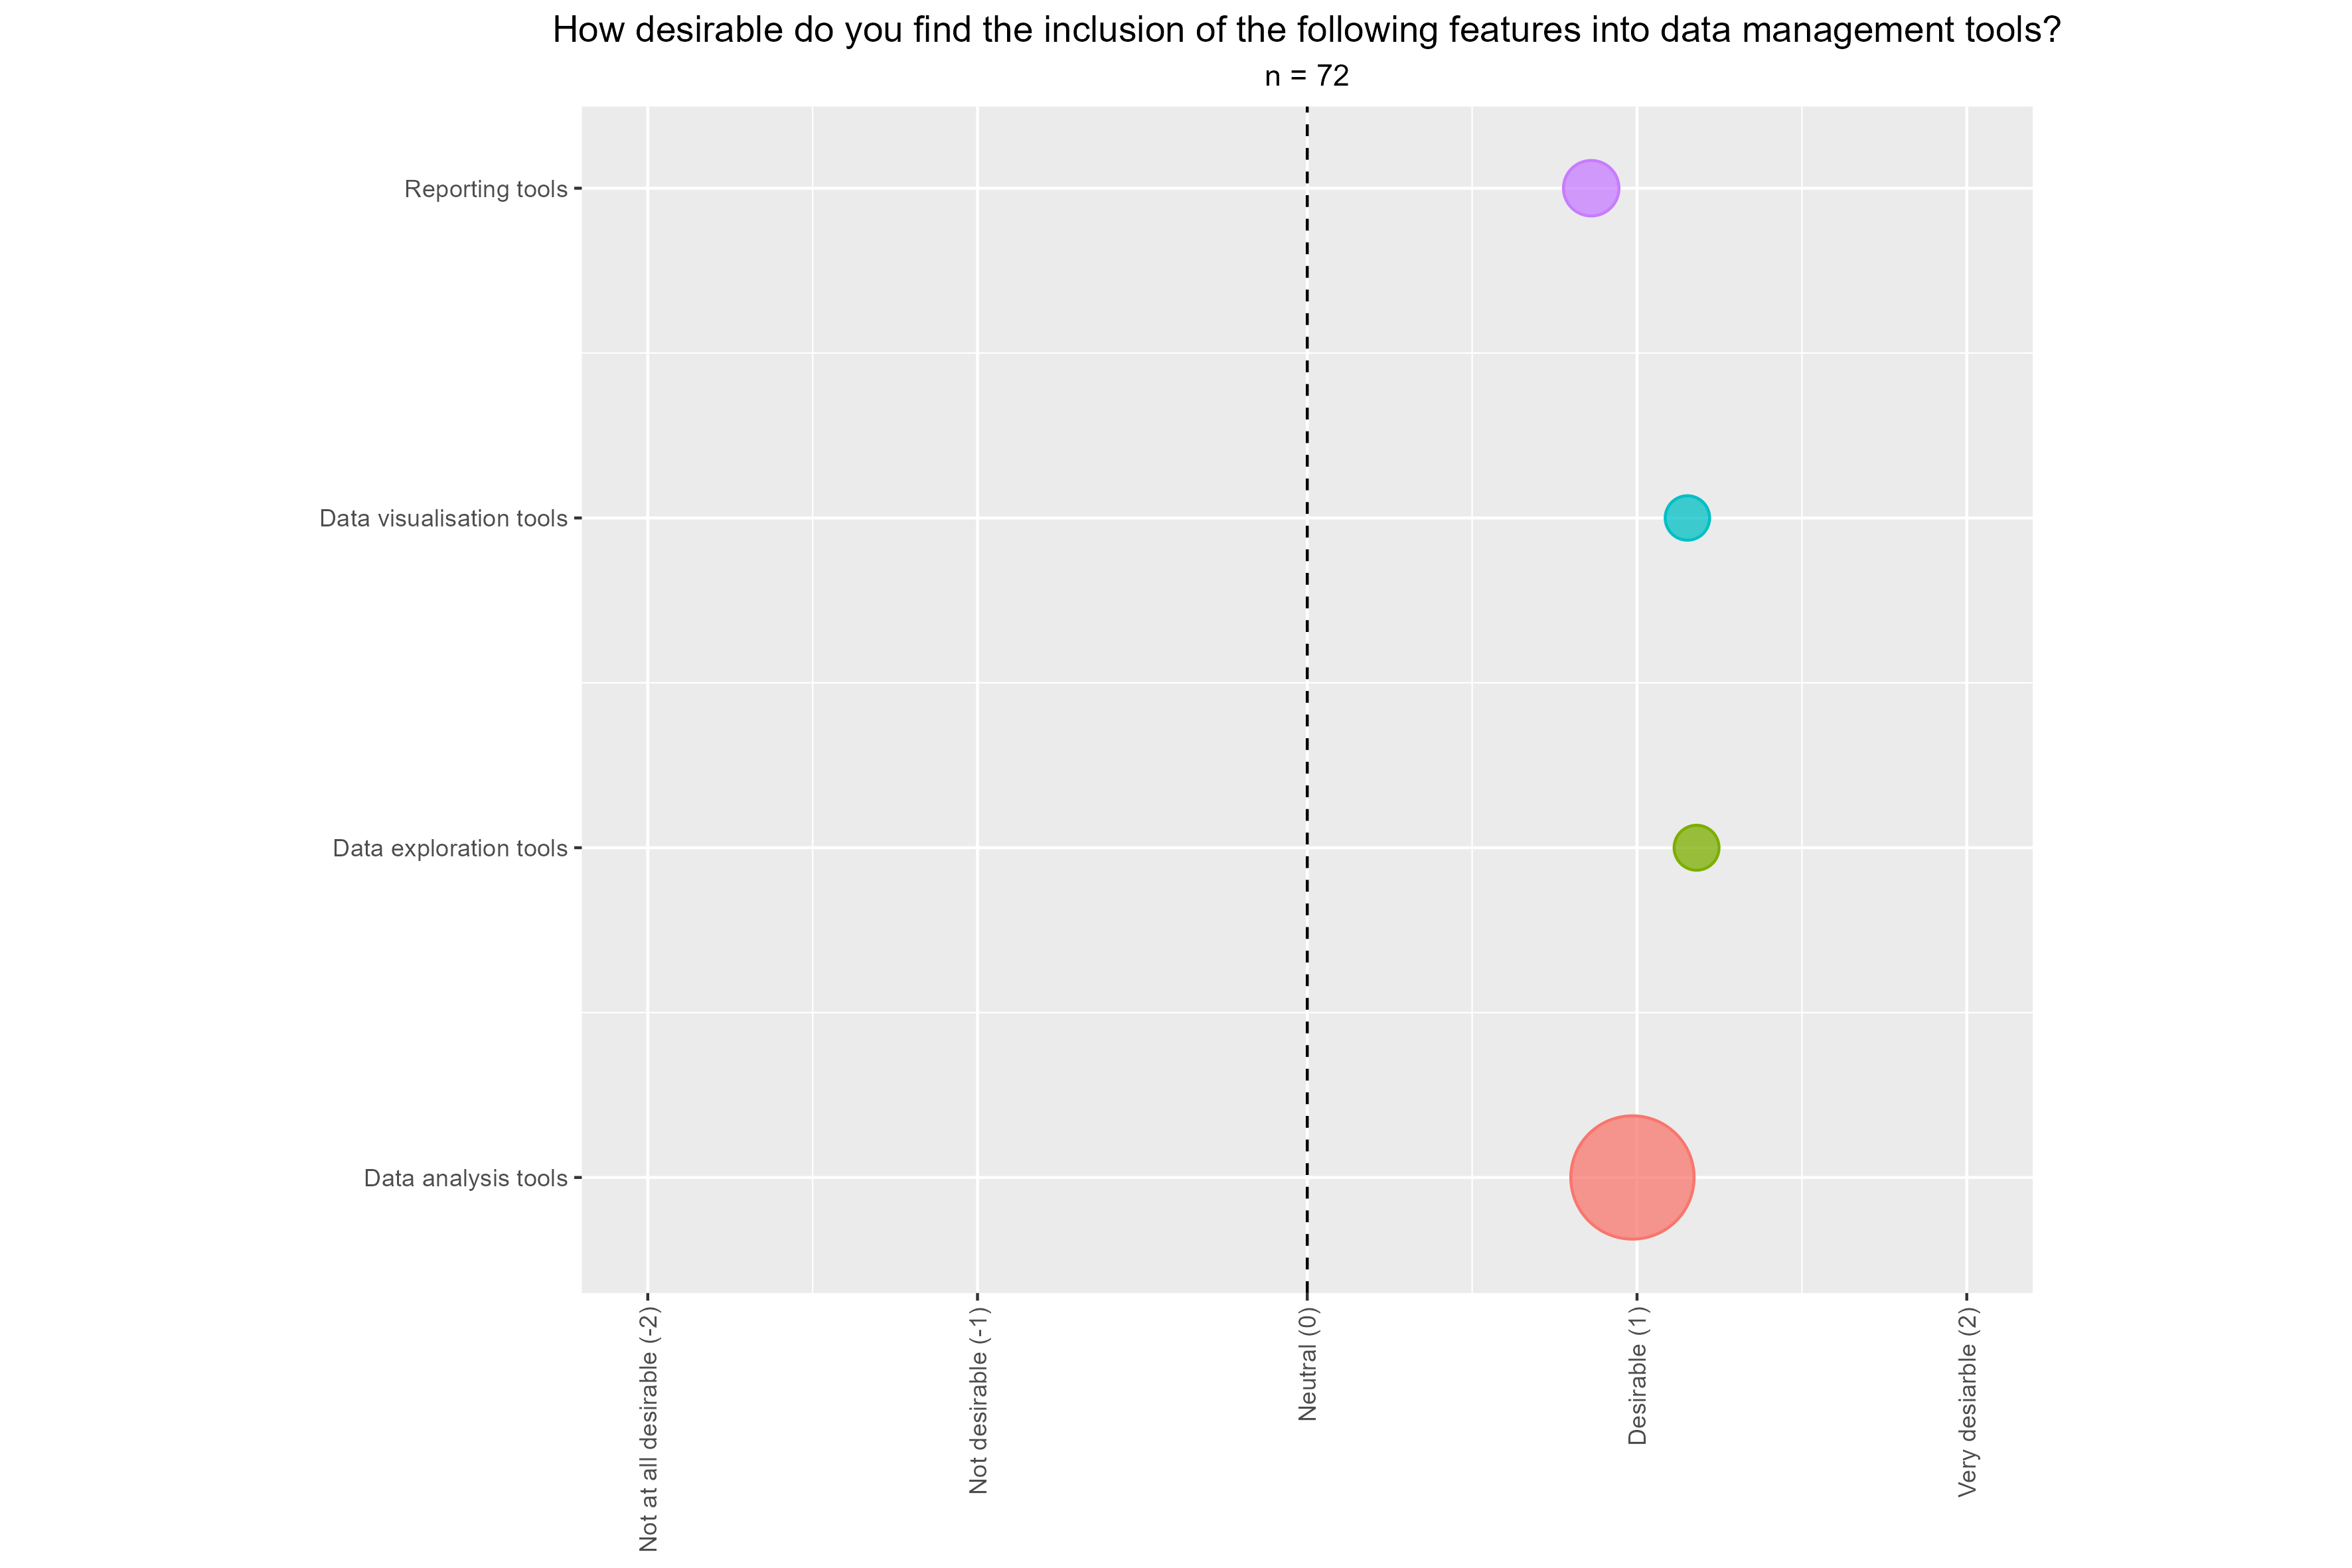 How desirable do you find the inclusion of the following features into data management tools?
n = 72
Reporting tools
Data visualisation tools
Data exploration tools
Data analysis tools
Not at all desirable (-2)
Not desirable (-1)
Neutral (0)
Desirable (1)
Very desiarble (2)